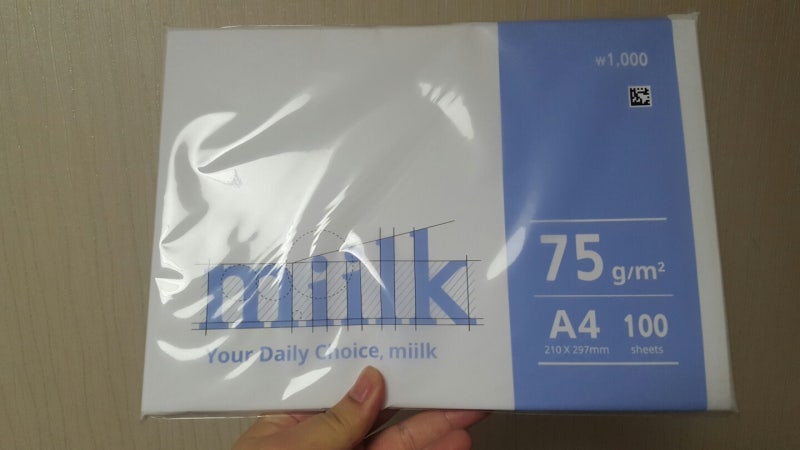 ₩1,000
miilk
Your Daily Choice, miilk
75 g/m²
A4
210 X 297mm
100
sheets